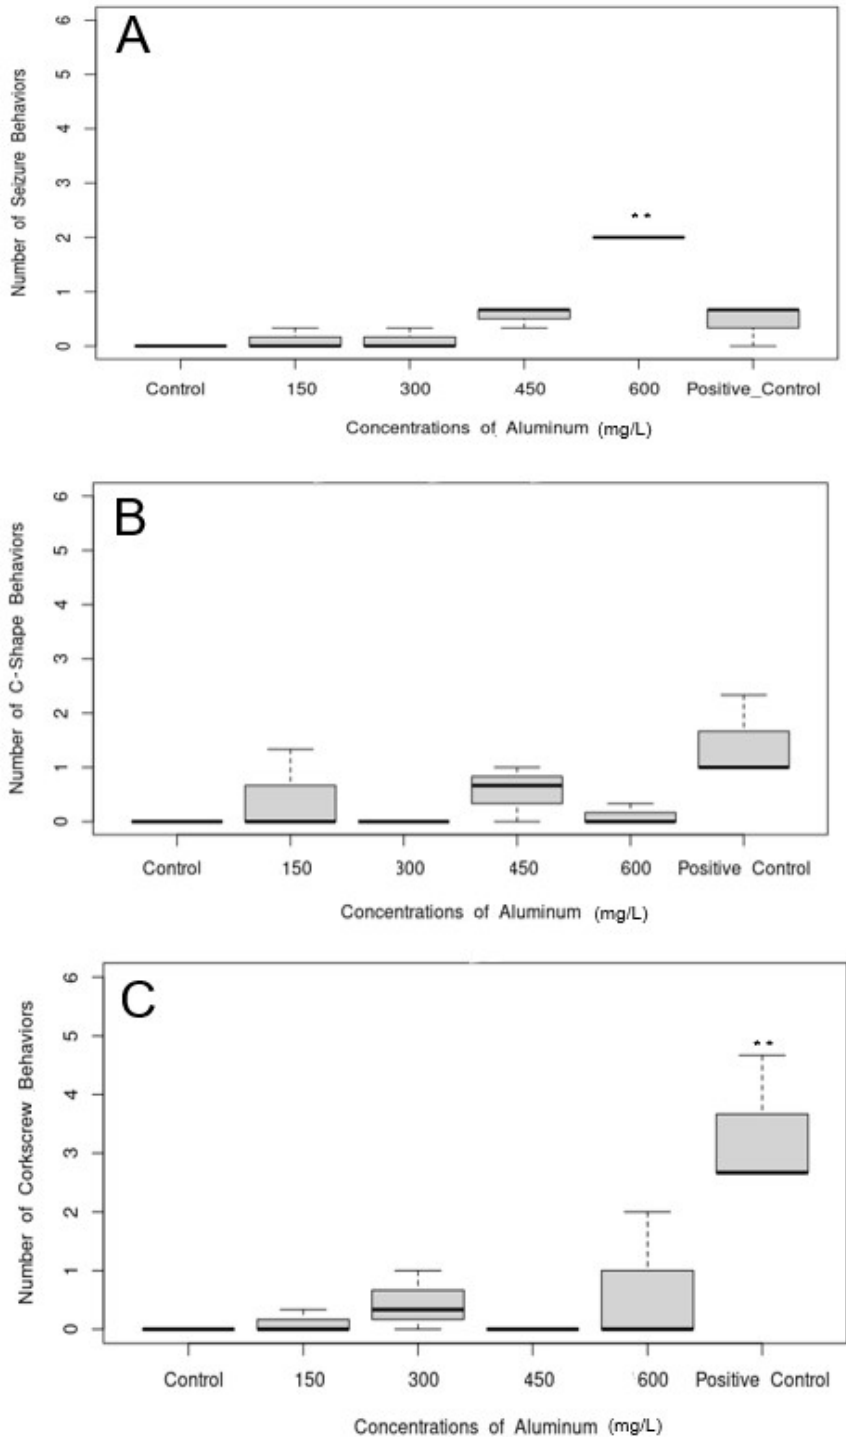 A
Number of Seizure Behaviors
6
5
4
3
2
1
0
**
Control 150 300 450 600 Positive_Control
Concentrations of Aluminum (mg/L)
B
Number of C-Shape Behaviors
6
5
4
3
2
1
0
Control 150 300 450 600 Positive Control
Concentrations of Aluminum (mg/L)
C
Number of Corkscrew Behaviors
6
5
4
3
2
1
0
**
Control 150 300 450 600 Positive Control
Concentrations of Aluminum (mg/L)